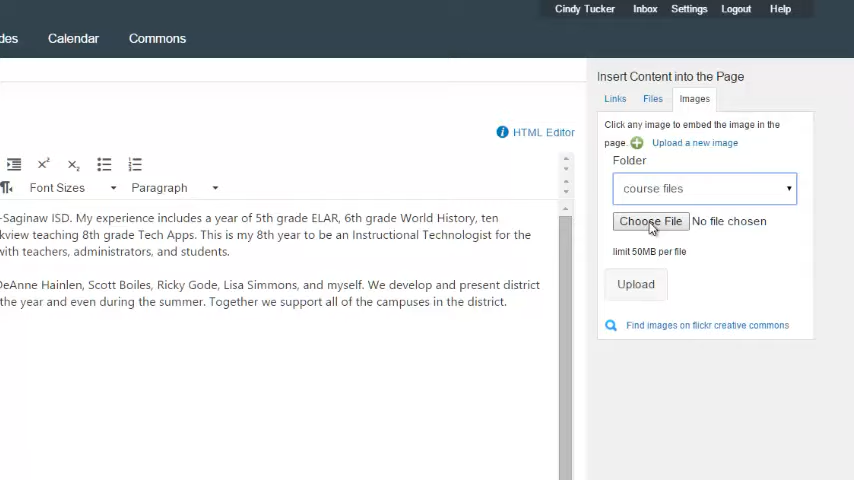 Cindy Tucker Inbox Settings Logout Help
Calendar Commons
Insert Content into the Page
Links Files Images
Click any image to embed the image in the
page. Upload a new image
Folder
course files
Choose File No file chosen
limit 50MB per file
Upload
Find images on flickr creative commons
HTML Editor
Font Sizes Paragraph
-Saginaw ISD. My experience includes a year of 5th grade ELAR, 6th grade World History, ten
kview teaching 8th grade Tech Apps. This is my 8th year to be an Instructional Technologist for the
with teachers, administrators, and students.
DeAnne Hainlen, Scott Boiles, Ricky Gode, Lisa Simmons, and myself. We develop and present district
the year and even during the summer. Together we support all of the campuses in the district.